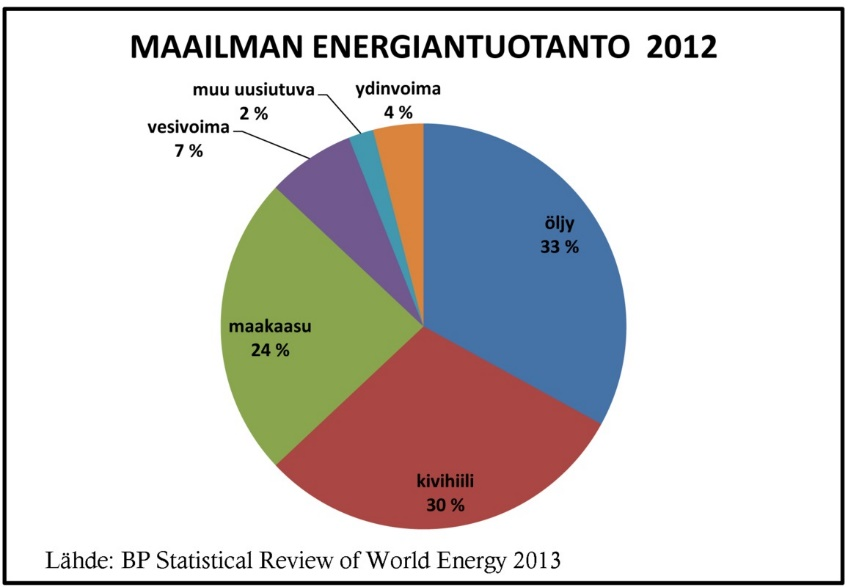 MAAILMAN ENERGIANTUOTANTO 2012
muu uusiutuva
2 %
ydinvoima
4 %
vesivoima
7 %
öljy
33 %
maakaasu
24 %
kivihiili
30 %
Lähde: BP Statistical Review of World Energy 2013